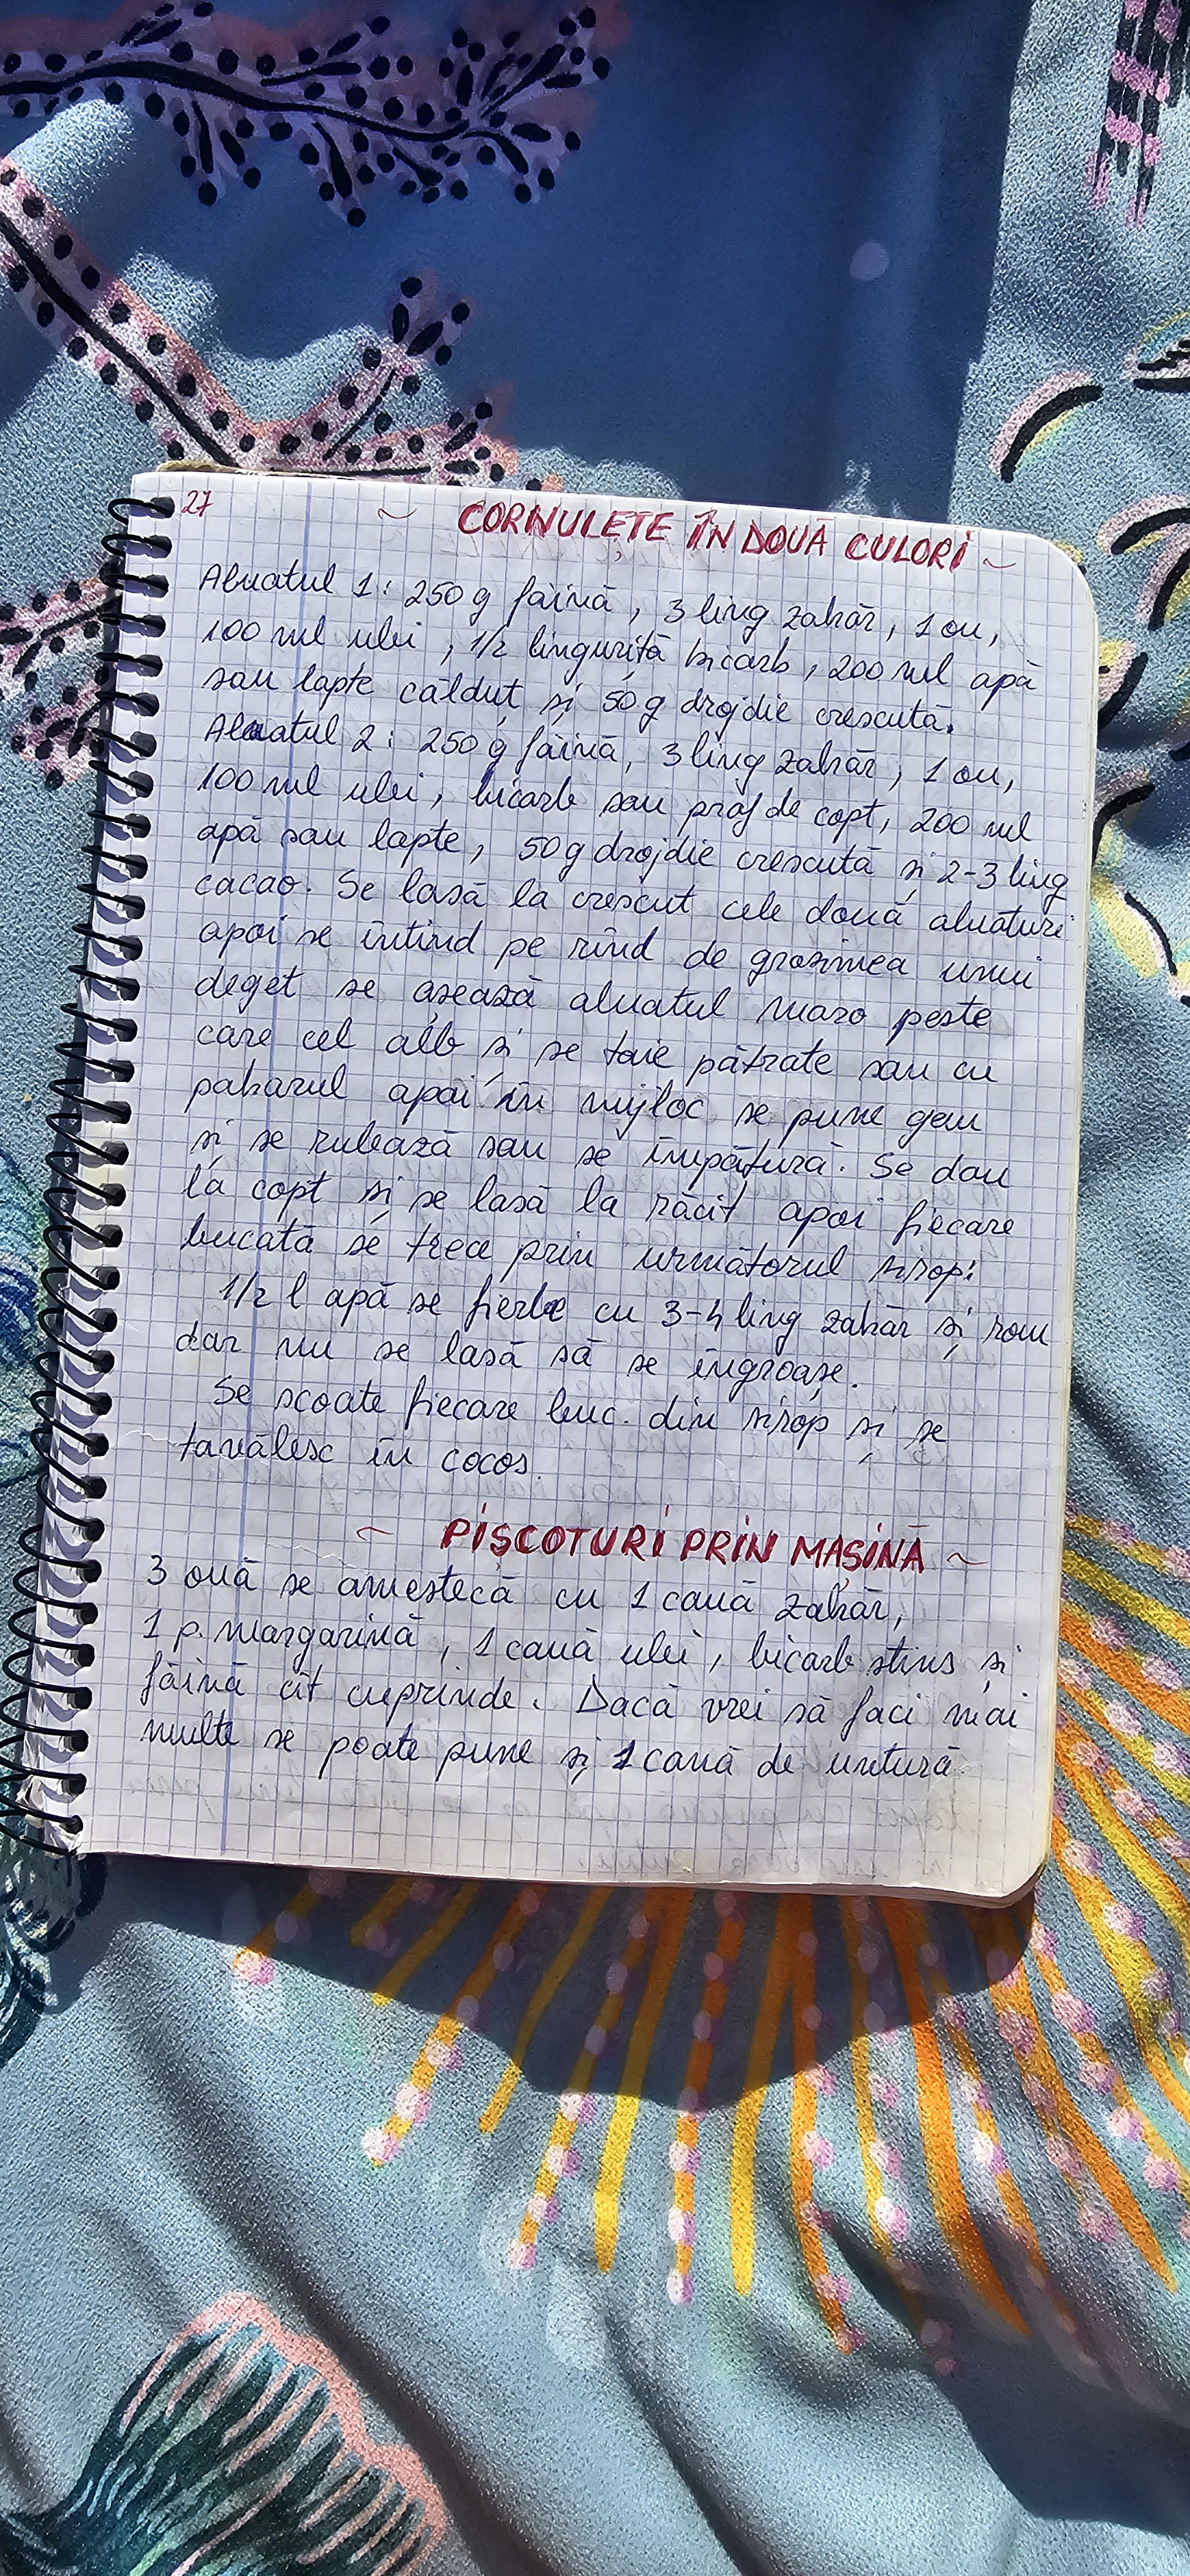 27
~ CORNULEȚE ÎN DOUA CULORI ~
Aluatul 1: 250 g făină, 3 ling zahăr, 1 ou,
100 ml ulei, 1/2 linguriță bicarb, 200 ml apă
sau lapte călduț și 50 g drojdie crescută.
Aluatul 2: 250 g făină, 3 ling zahăr, 1 ou,
100 ml ulei, bicarb sau praf de copt, 200 ml
apă sau lapte, 50 g drojdie crescută și 2-3 ling
cacao. Se lasă la crescut cele două aluaturi
apoi se întind pe rînd de grosimea unui
deget se așează aluatul maro peste
care cel alb și se taie pătrate sau cu
paharul apoi în mijloc se pune gem
și se rulează sau se împătură. Se dau
la copt și se lasă la răcit apoi fiecare
bucată se trece prin următorul sirop:
1/2 l apă se fierbe cu 3-4 ling zahăr și rom
dar nu se lasă să se îngroașe.
Se scoate fiecare buc. din sirop și se
tavălesc în cocos.
~ PIȘCOTURI PRIN MAȘINĂ ~
3 ouă se amestecă cu 1 cană zahăr,
1 p. margarină, 1 cană ulei, bicarb stins și
făină cît cuprinde. Dacă vrei să faci mai
multe se poate pune și 1 cană de untură.